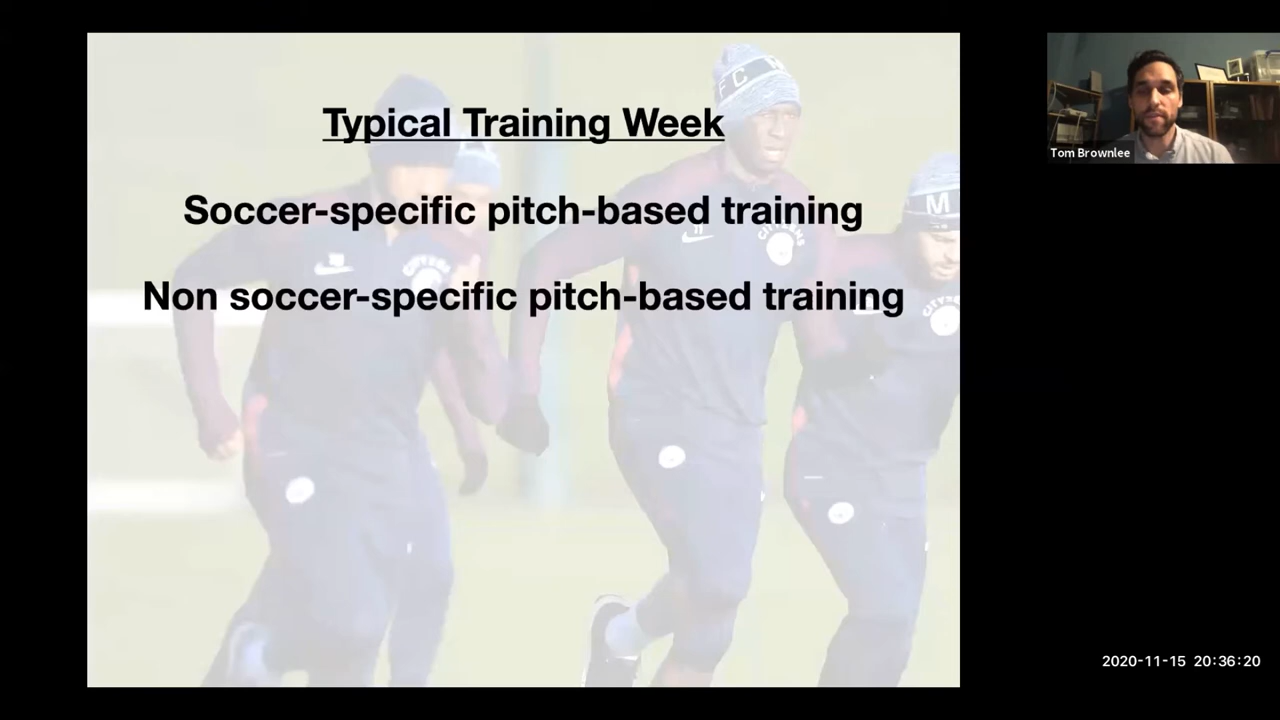 Typical Training Week
Soccer-specific pitch-based training
Non soccer-specific pitch-based training
Tom Brownlee
F C
M
CITYZENS
2020-11-15 20:36:20